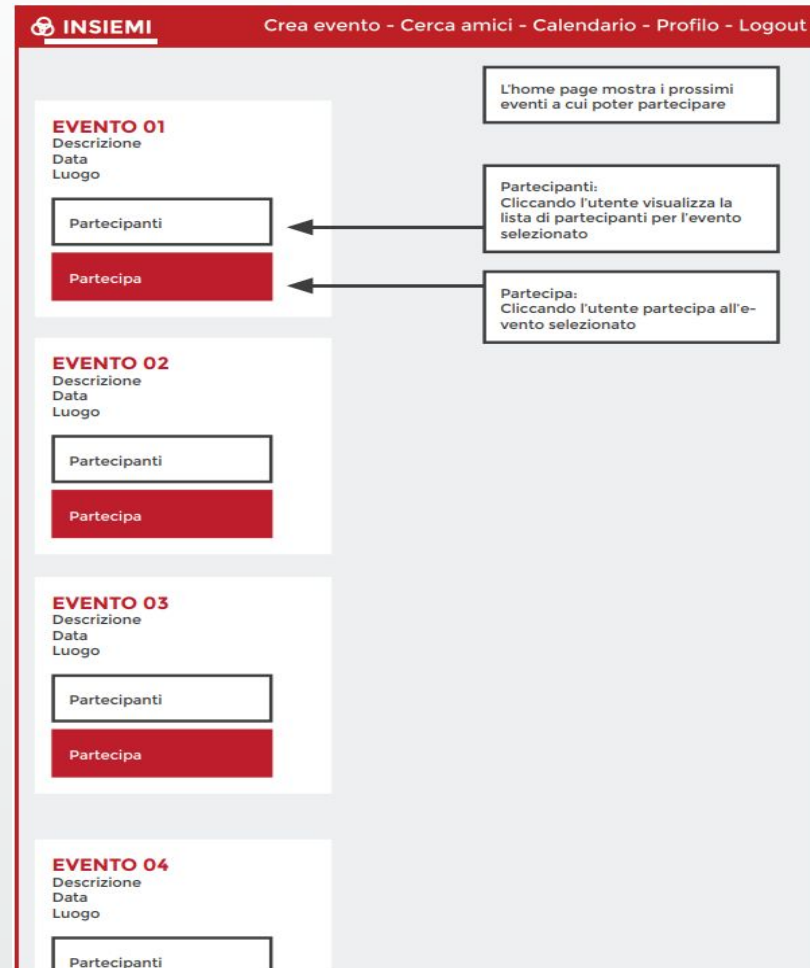 INSIEMI
Crea evento - Cerca amici - Calendario - Profilo - Logout
L'home page mostra i prossimi
eventi a cui poter partecipare
EVENTO 01
Descrizione
Data
Luogo
Partecipanti
Partecipa
Partecipanti:
Cliccando l'utente visualizza la
lista di partecipanti per l'evento
selezionato
Partecipa:
Cliccando l'utente partecipa all'e-
vento selezionato
EVENTO 02
Descrizione
Data
Luogo
Partecipanti
Partecipa
EVENTO 03
Descrizione
Data
Luogo
Partecipanti
Partecipa
EVENTO 04
Descrizione
Data
Luogo
Partecipanti